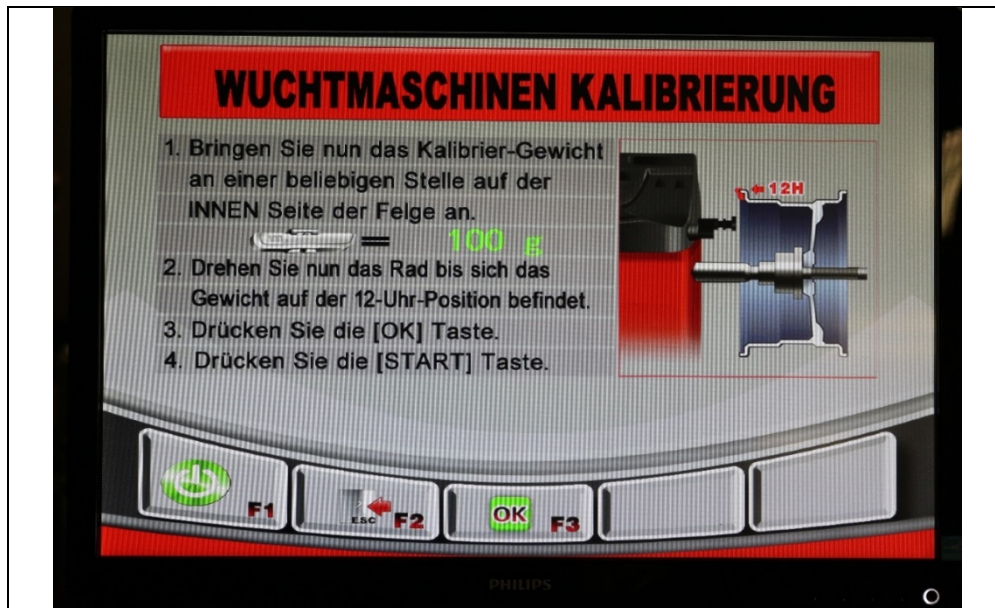 WUCHTMASCHINEN KALIBRIERUNG
1. Bringen Sie nun das Kalibrier-Gewicht
an einer beliebigen Stelle auf der
INNEN Seite der Felge an.
= 100 g
2. Drehen Sie nun das Rad bis sich das
Gewicht auf der 12-Uhr-Position befindet.
3. Drücken Sie die [OK] Taste.
4. Drücken Sie die [START] Taste.
12H
F1
ESC F2
OK F3
PHILIPS